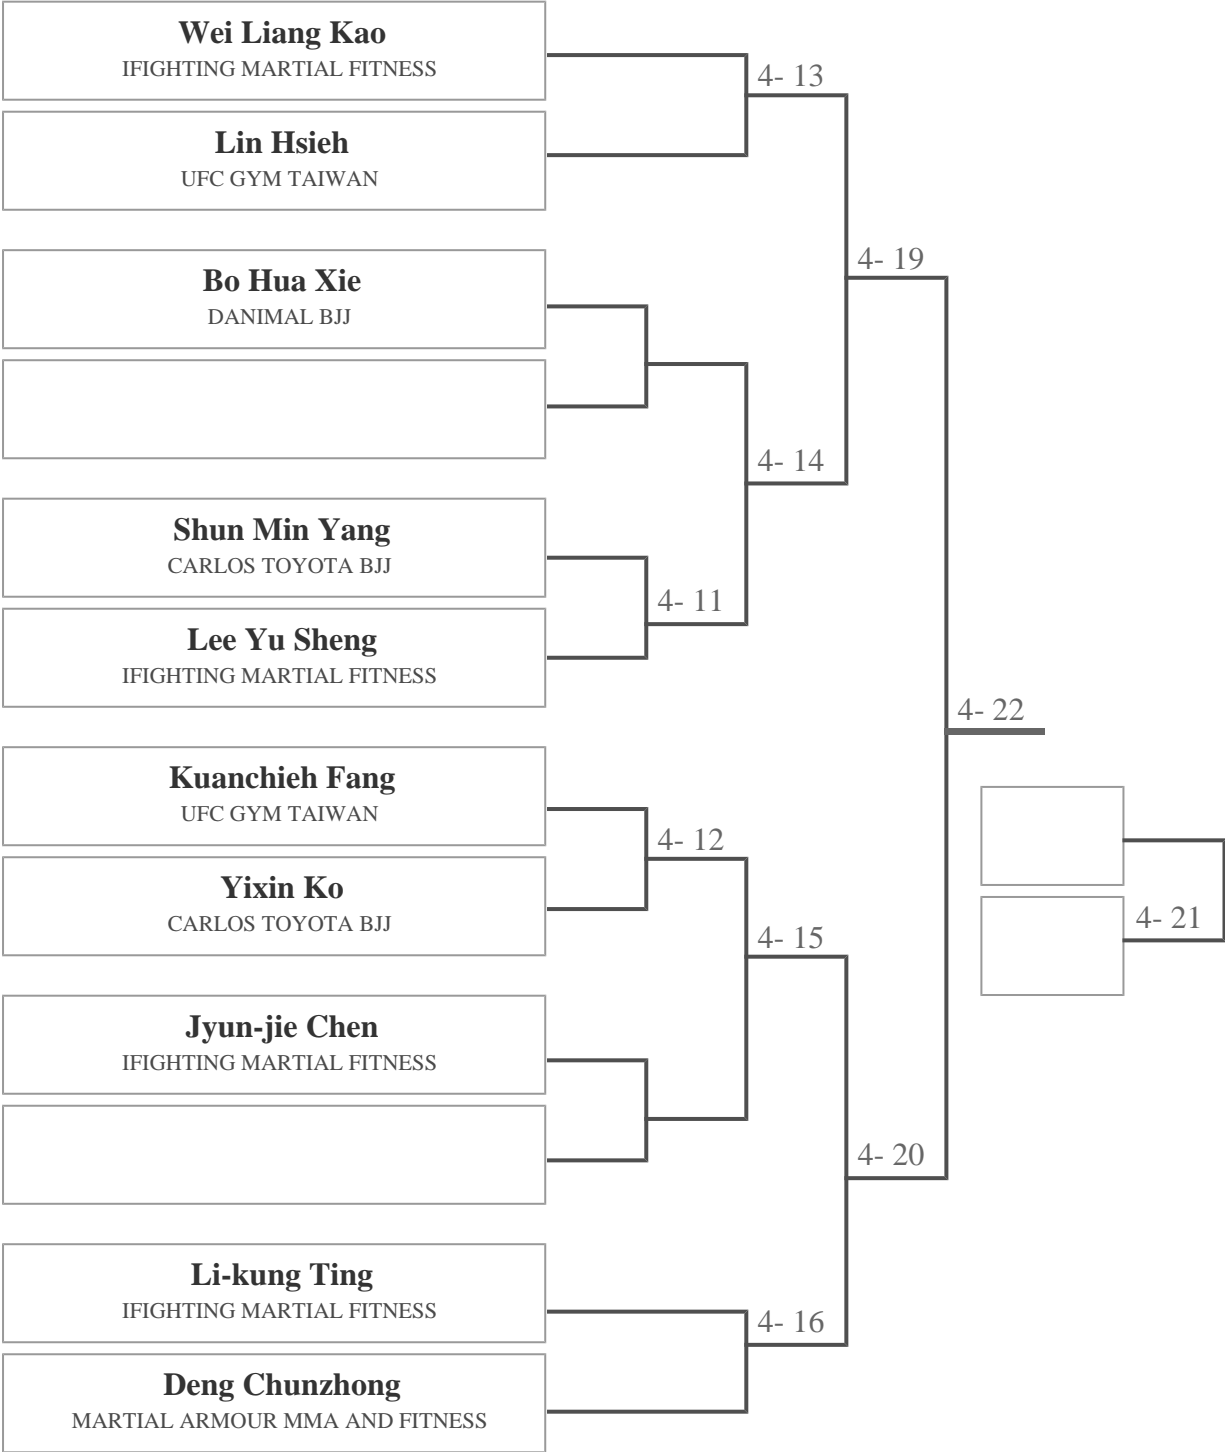 Wei Liang Kao
IFIGHTING MARTIAL FITNESS
4- 13
Lin Hsieh
UFC GYM TAIWAN
4- 19
Bo Hua Xie
DANIMAL BJJ
4- 14
Shun Min Yang
CARLOS TOYOTA BJJ
4- 11
Lee Yu Sheng
IFIGHTING MARTIAL FITNESS
4- 22
Kuanchieh Fang
UFC GYM TAIWAN
4- 12
Yixin Ko
CARLOS TOYOTA BJJ
4- 21
4- 15
Jyun-jie Chen
IFIGHTING MARTIAL FITNESS
4- 20
Li-kung Ting
IFIGHTING MARTIAL FITNESS
4- 16
Deng Chunzhong
MARTIAL ARMOUR MMA AND FITNESS